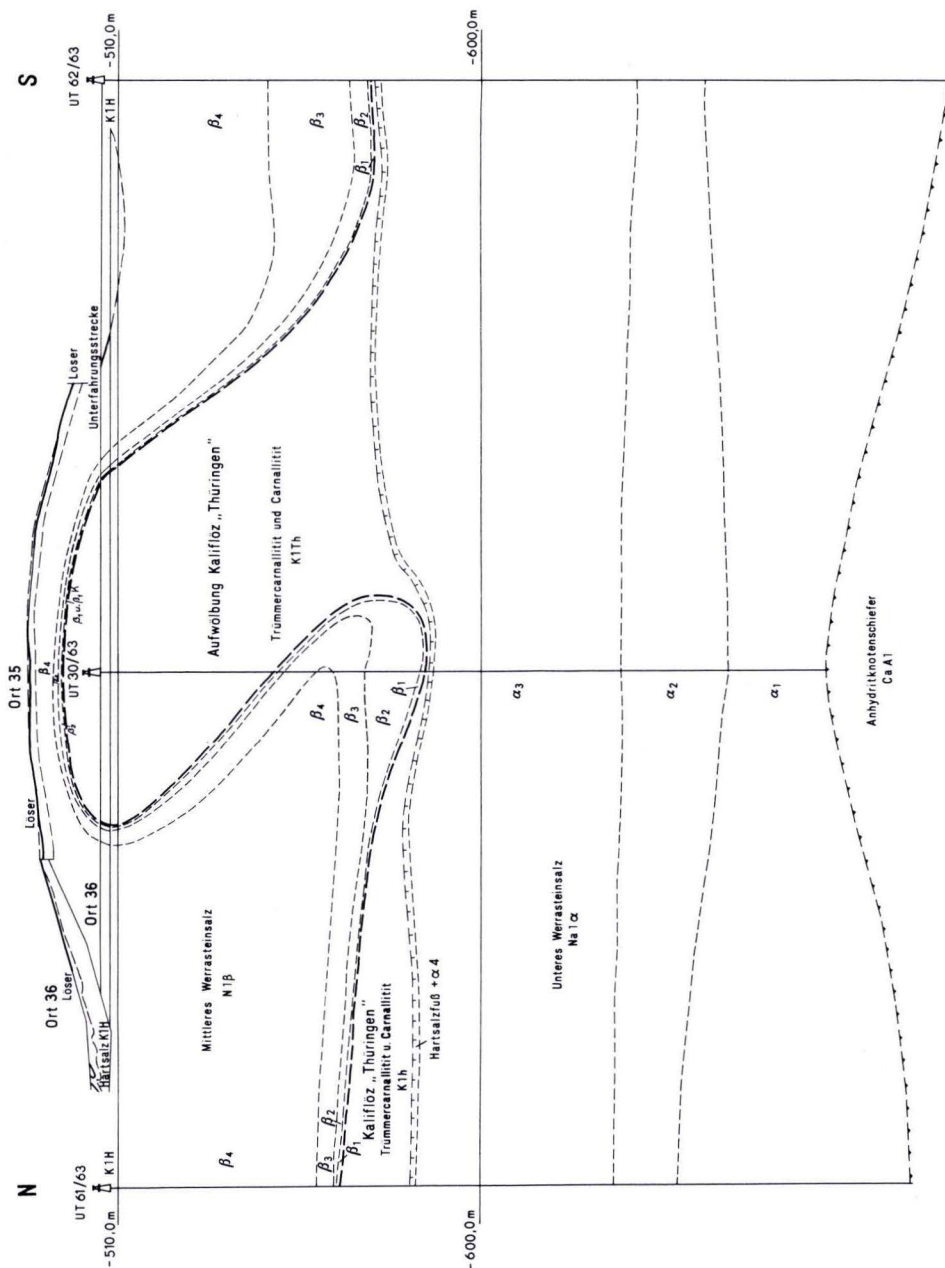 N
S
UT 61/63
UT 62/63
-510,0 m
-510,0 m
K1H
K1H
Ort 35
Ort 36
Ort 36
Löser
Löser
Löser
Unterfahrungsstrecke
Hartsalz K1H
UT 30/63
β4
β4
β3
β2
β1
Aufwölbung Kaliflöz „Thüringen"
Trümmercarnallitit und Carnallitit
K1Th
Mittleres Werrasteinsalz
N1β
β4
β3
β2
β1
β4
β3
β2
β1
Kaliflöz „Thüringen"
Trümmercarnallitit u. Carnallitit
K1h
Hartsalzfuß + α4
-600,0 m
-600,0 m
Unteres Werrasteinsalz
Na1α
α3
α2
α1
Anhydritknotenschiefer
Ca A1